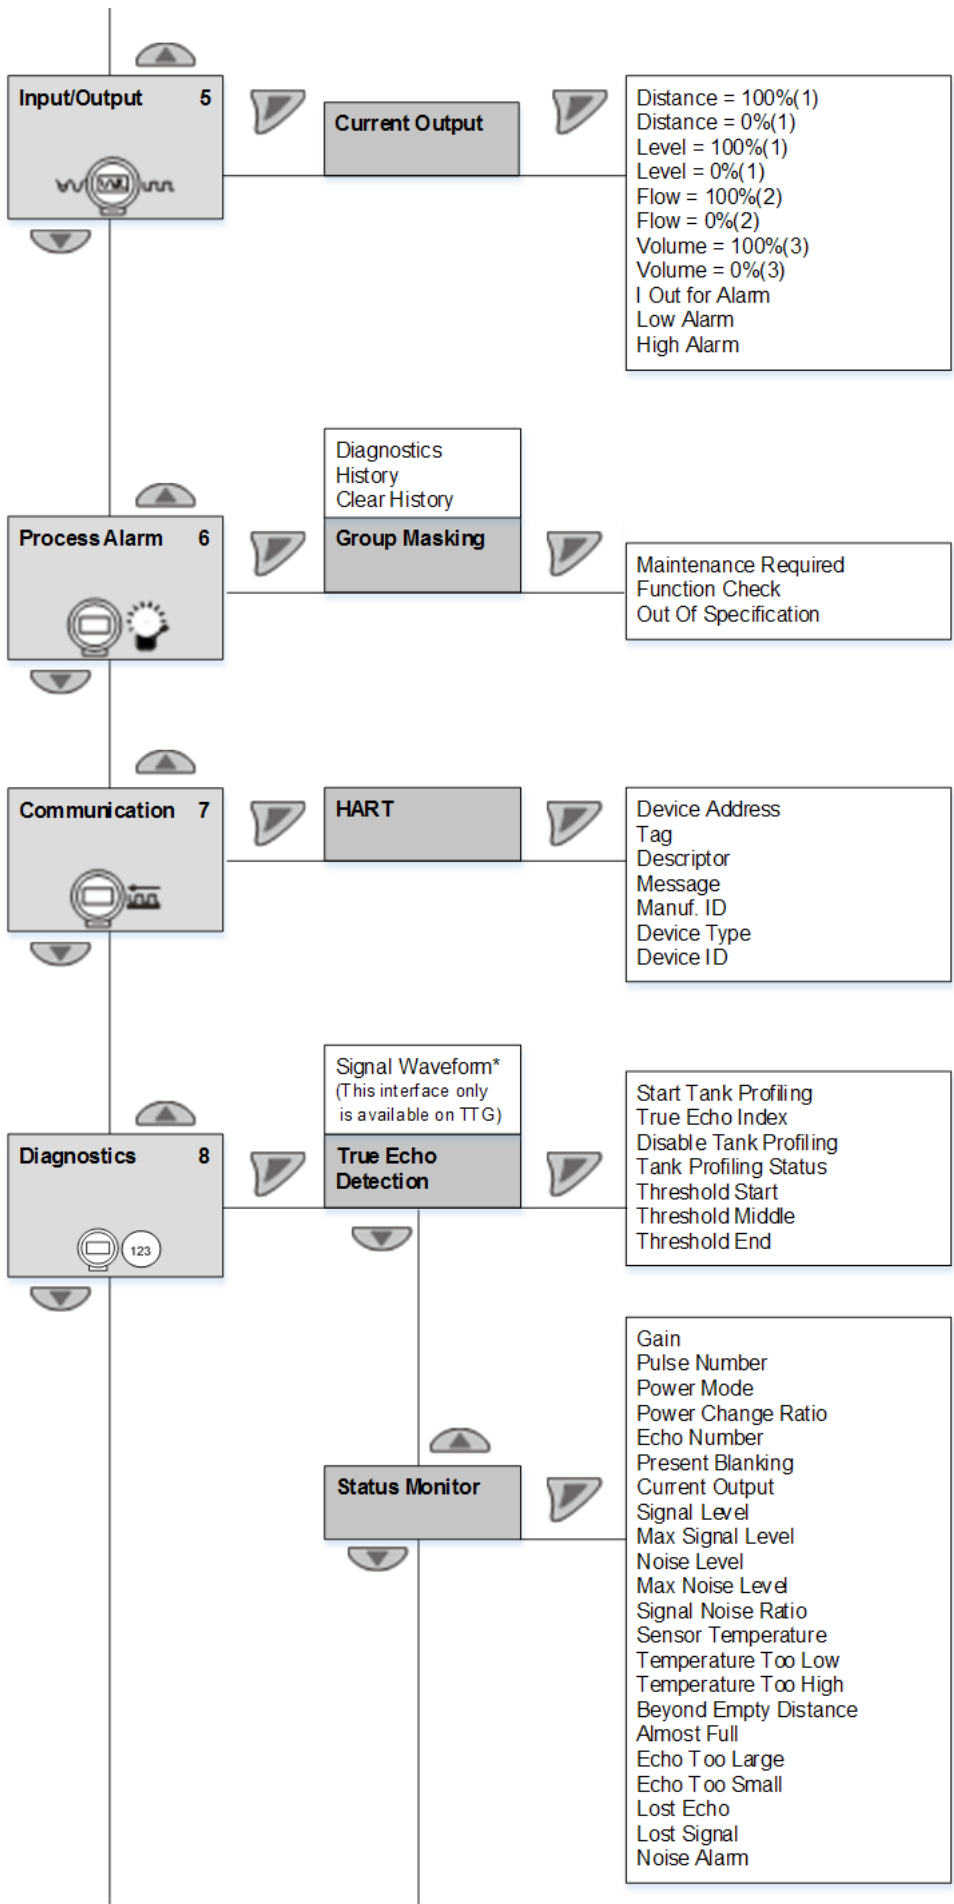 Input/Output 5
Current Output
Distance = 100%(1)
Distance = 0%(1)
Level = 100%(1)
Level = 0%(1)
Flow = 100%(2)
Flow = 0%(2)
Volume = 100%(3)
Volume = 0%(3)
I Out for Alarm
Low Alarm
High Alarm
Diagnostics
History
Clear History
Process Alarm 6
Group Masking
Maintenance Required
Function Check
Out Of Specification
Communication 7
HART
Device Address
Tag
Descriptor
Message
Manuf. ID
Device Type
Device ID
Signal Waveform*
(This interface only
is available on TTG)
Diagnostics 8
123
True Echo
Detection
Start Tank Profiling
True Echo Index
Disable Tank Profiling
Tank Profiling Status
Threshold Start
Threshold Middle
Threshold End
Status Monitor
Gain
Pulse Number
Power Mode
Power Change Ratio
Echo Number
Present Blanking
Current Output
Signal Level
Max Signal Level
Noise Level
Max Noise Level
Signal Noise Ratio
Sensor Temperature
Temperature Too Low
Temperature Too High
Beyond Empty Distance
Almost Full
Echo Too Large
Echo Too Small
Lost Echo
Lost Signal
Noise Alarm